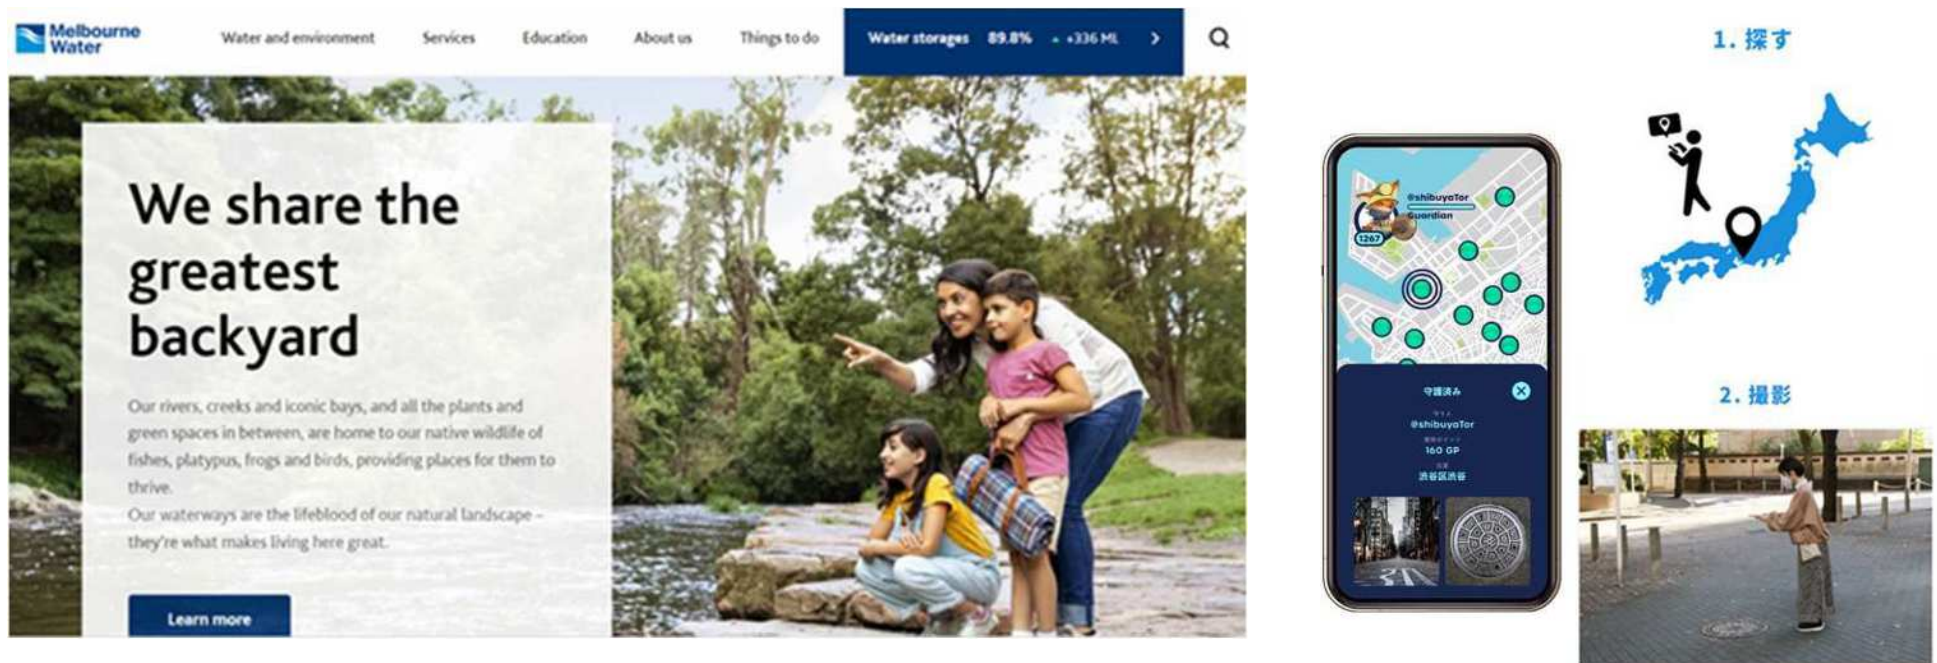 Melbourne
Water
Water and environment
Services
Education
About us
Things to do
Water storages 89.8% +336 ML
We share the
greatest
backyard
Our rivers, creeks and iconic bays, and all the plants and
green spaces in between, are home to our native wildlife of
fishes, platypus, frogs and birds, providing places for them to
thrive.
Our waterways are the lifeblood of our natural landscape –
they're what makes living here great.
Learn more
@shibuyaTor
Guardian
1267
守護済み
@shibuyaTor
160 GP
渋谷区渋谷
1. 探す
2. 撮影